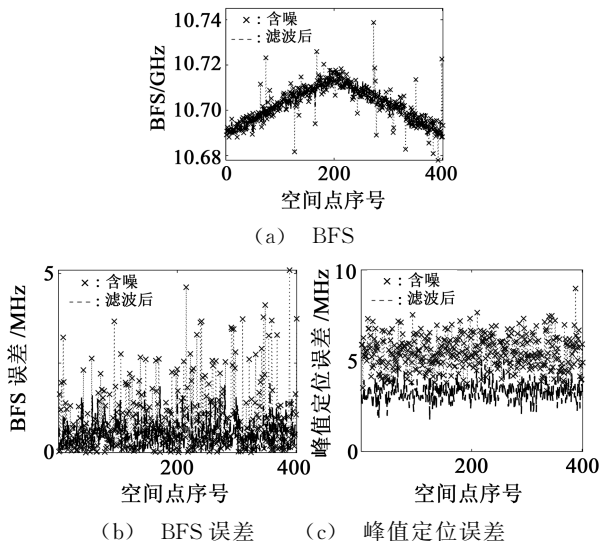 10.74
×：含噪
----：滤波后
10.72
BFS/GHz
10.70
10.68
0
200
400
空间点序号
(a) BFS
5
×：含噪
----：滤波后
BFS 误差 /MHz
0
200
400
空间点序号
(b) BFS 误差
10
×：含噪
----：滤波后
峰值定位误差 /MHz
5
0
200
400
空间点序号
(c) 峰值定位误差